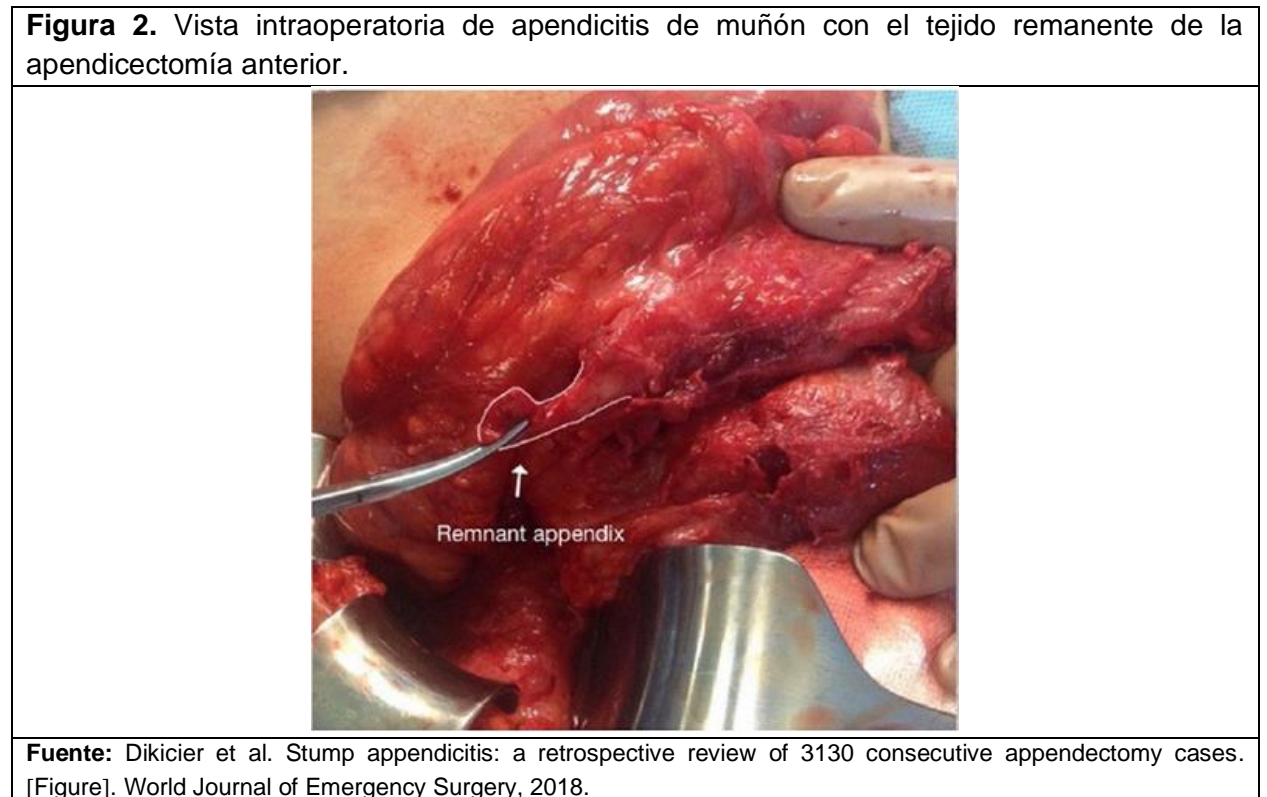 Figura 2. Vista intraoperatoria de apendicitis de muñón con el tejido remanente de la
apendicectomía anterior.
Remnant appendix
Fuente: Dikicier et al. Stump appendicitis: a retrospective review of 3130 consecutive appendectomy cases.
[Figure]. World Journal of Emergency Surgery, 2018.